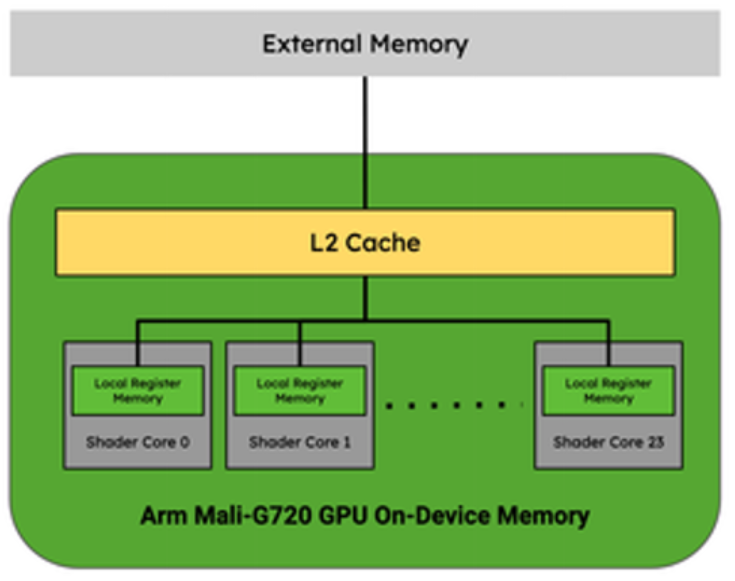 External Memory
L2 Cache
Local Register
Memory
Shader Core 0
Local Register
Memory
Shader Core 1
Local Register
Memory
Shader Core 23
Arm Mali-G720 GPU On-Device Memory